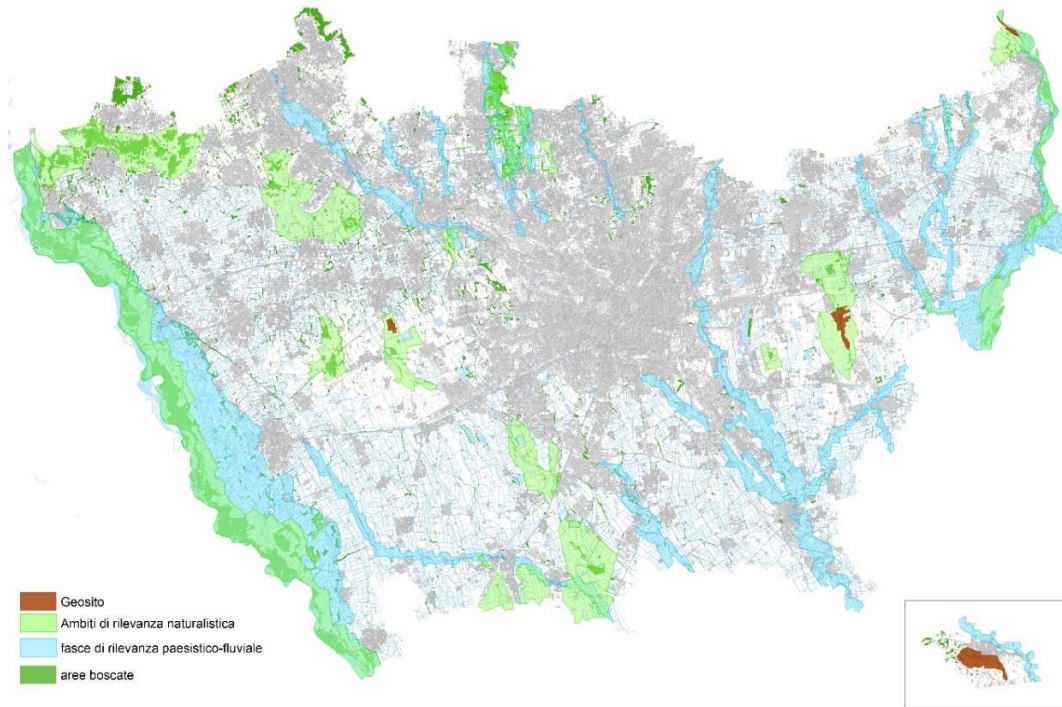 Geosito
Ambiti di rilevanza naturalistica
fasce di rilevanza paesistico-fluviale
aree boscate